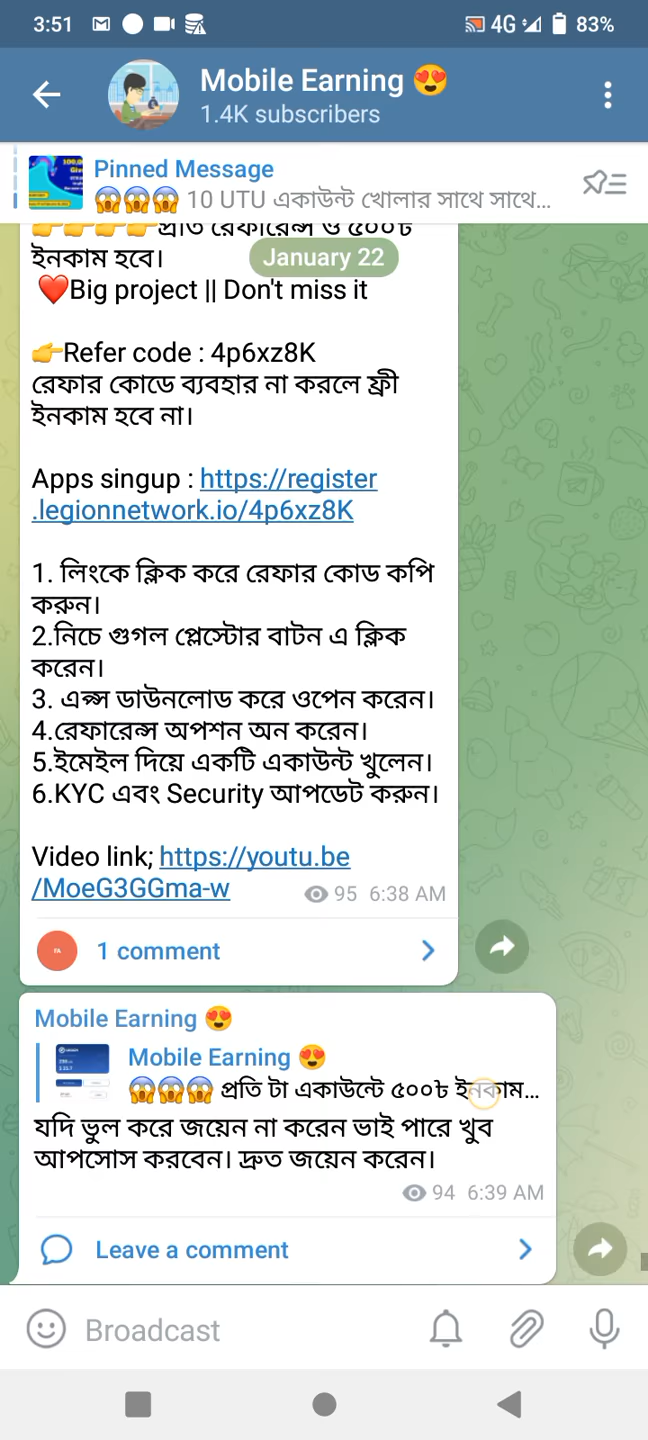 3:51
4G
83%
Mobile Earning 😍
1.4K subscribers
Pinned Message
😱😱😱 10 UTU একাউন্ট খোলার সাথে সাথে...
👉👉👉👉প্রতি রেফারেন্স ও ৫০০৳
ইনকাম হবে।
January 22
❤️Big project || Don't miss it
👉Refer code : 4p6xz8K
রেফার কোডে ব্যবহার না করলে ফ্রী
ইনকাম হবে না।
Apps singup : https://register
.legionnetwork.io/4p6xz8K
1. লিংকে ক্লিক করে রেফার কোড কপি
করুন।
2.নিচে গুগল প্লেস্টোর বাটন এ ক্লিক
করেন।
3. এপ্স ডাউনলোড করে ওপেন করেন।
4.রেফারেন্স অপশন অন করেন।
5.ইমেইল দিয়ে একটি একাউন্ট খুলেন।
6.KYC এবং Security আপডেট করুন।
Video link; https://youtu.be
/MoeG3GGma-w
95 6:38 AM
1 comment
Mobile Earning 😍
Mobile Earning 😍
😱😱😱 প্রতি টা একাউন্টে ৫০০৳ ইনকাম...
যদি ভুল করে জয়েন না করেন ভাই পারে খুব
আপসোস করবেন। দ্রুত জয়েন করেন।
94 6:39 AM
Leave a comment
Broadcast